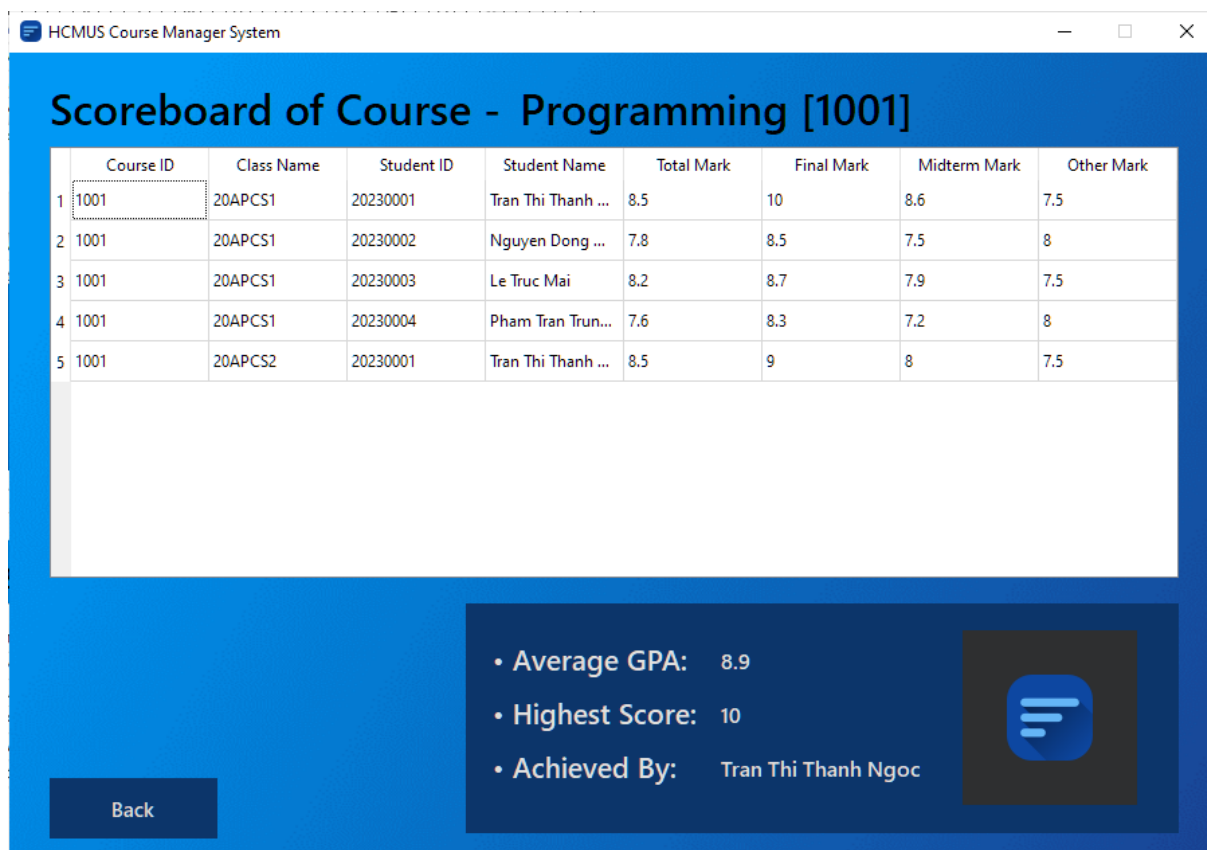 HCMUS Course Manager System
Scoreboard of Course - Programming [1001]
Course ID Class Name Student ID Student Name Total Mark Final Mark Midterm Mark Other Mark
1 1001 20APCS1 20230001 Tran Thi Thanh ... 8.5 10 8.6 7.5
2 1001 20APCS1 20230002 Nguyen Dong ... 7.8 8.5 7.5 8
3 1001 20APCS1 20230003 Le Truc Mai 8.2 8.7 7.9 7.5
4 1001 20APCS1 20230004 Pham Tran Trun... 7.6 8.3 7.2 8
5 1001 20APCS2 20230001 Tran Thi Thanh ... 8.5 9 8 7.5
• Average GPA: 8.9
• Highest Score: 10
• Achieved By: Tran Thi Thanh Ngoc
Back